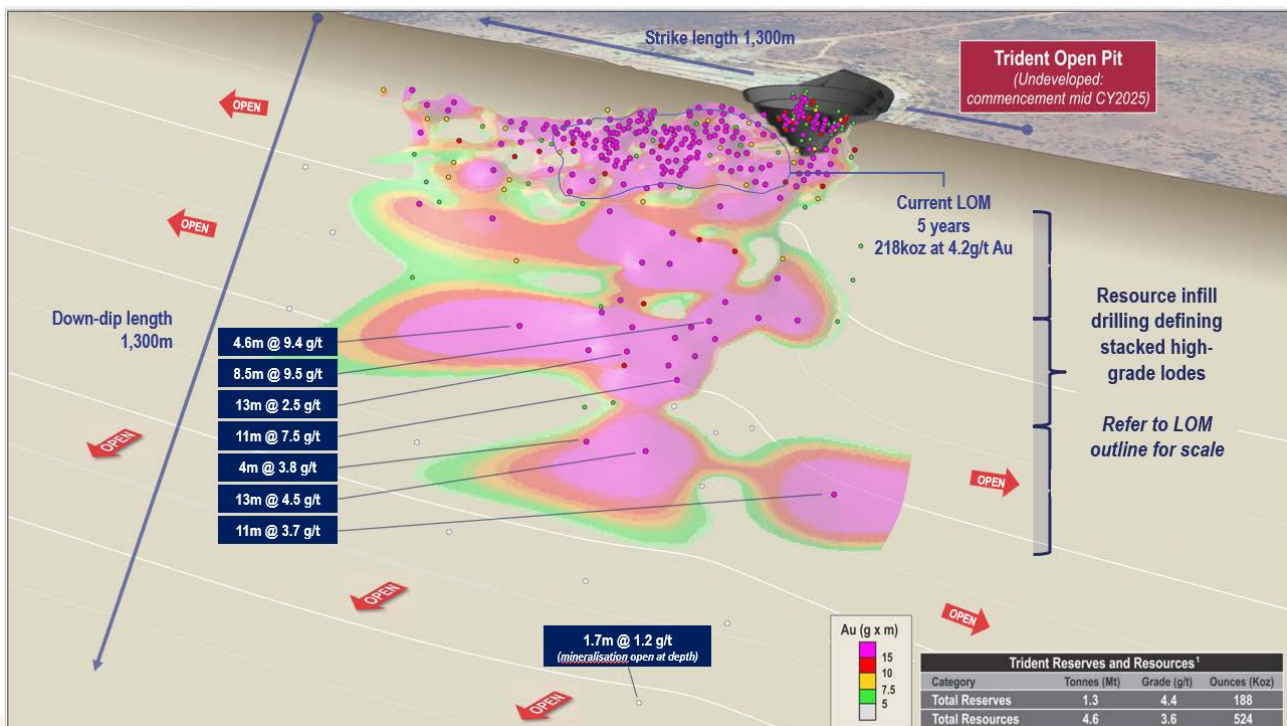 Strike length 1,300m
Trident Open Pit
(Undeveloped:
commencement mid CY2025)
OPEN
OPEN
Current LOM
5 years
218koz at 4.2g/t Au
Down-dip length
1,300m
Resource infill
drilling defining
stacked high-
grade lodes
Refer to LOM
outline for scale
4.6m @ 9.4 g/t
8.5m @ 9.5 g/t
13m @ 2.5 g/t
11m @ 7.5 g/t
4m @ 3.8 g/t
13m @ 4.5 g/t
11m @ 3.7 g/t
OPEN
OPEN
OPEN
OPEN
1.7m @ 1.2 g/t
(mineralisation open at depth)
OPEN
Au (g x m)
15
10
7.5
5
Trident Reserves and Resources¹
Category Tonnes (Mt) Grade (g/t) Ounces (Koz)
Total Reserves 1.3 4.4 188
Total Resources 4.6 3.6 524